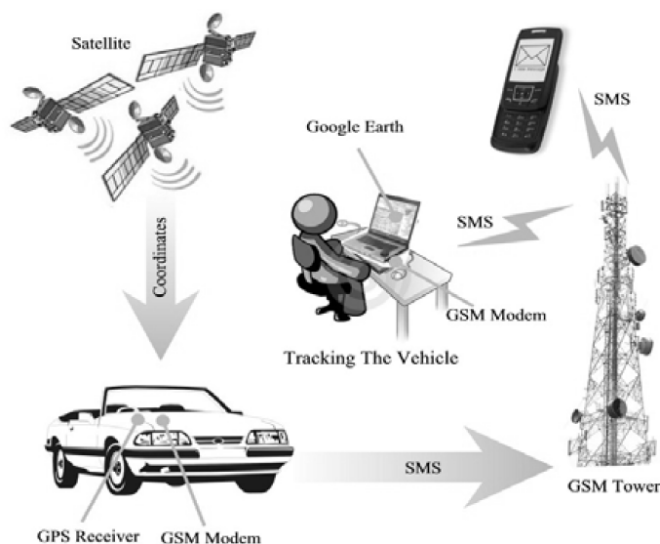 Satellite
SMS
Google Earth
SMS
Coordinates
GSM Modem
Tracking The Vehicle
SMS
GSM Tower
GPS Receiver
GSM Modem